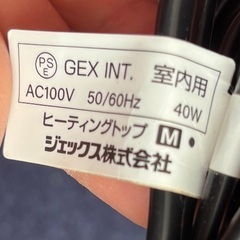 PSE GEX INT. 室内用
AC100V 50/60Hz 40W
ヒーティングトップ M
ジェックス株式会社